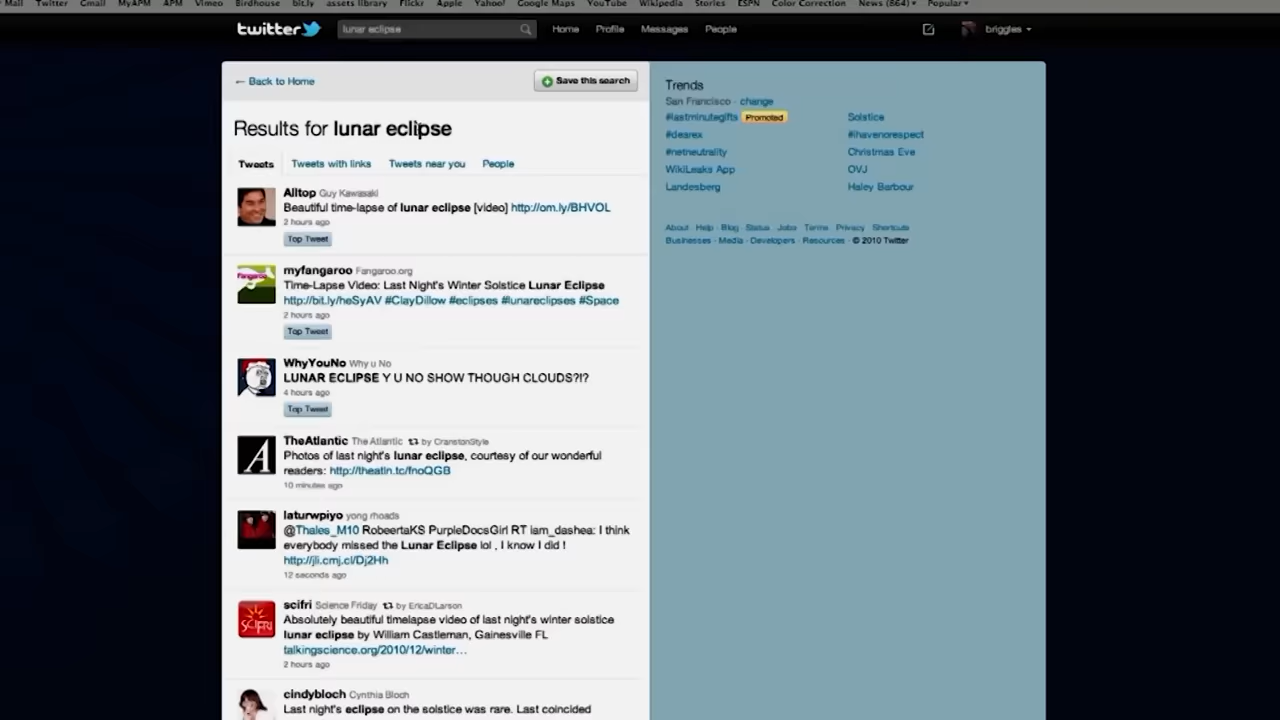 Mail Twitter Gmail MyAPM APM Vimeo Birdhouse bit.ly assets library Flickr Apple Yahoo! Google Maps YouTube Wikipedia Stories ESPN Color Correction News (864) Popular
twitter lunar eclipse Home Profile Messages People briggles
← Back to Home Save this search
Results for lunar eclipse
Tweets Tweets with links Tweets near you People
Alltop Guy Kawasaki
Beautiful time-lapse of lunar eclipse [video] http://om.ly/BHVOL
2 hours ago
Top Tweet
myfangaroo Fangaroo.org
Time-Lapse Video: Last Night's Winter Solstice Lunar Eclipse
http://bit.ly/heSyAV #ClayDillow #eclipses #lunareclipses #Space
2 hours ago
Top Tweet
WhyYouNo Why u No
LUNAR ECLIPSE Y U NO SHOW THOUGH CLOUDS?!?
4 hours ago
Top Tweet
TheAtlantic The Atlantic by CranstonStyle
Photos of last night's lunar eclipse, courtesy of our wonderful
readers: http://theatln.tc/fnoQGB
10 minutes ago
laturwpiyo yong rhoads
@Thales_M10 RobeertaKS PurpleDocsGirl RT iam_dashea: I think
everybody missed the Lunar Eclipse lol , I know I did !
http://jli.cmj.cl/Dj2Hh
12 seconds ago
SCIFRI
scifri Science Friday by EricaDLarson
Absolutely beautiful timelapse video of last night's winter solstice
lunar eclipse by William Castleman, Gainesville FL
talkingscience.org/2010/12/winter…
2 hours ago
cindybloch Cynthia Bloch
Last night's eclipse on the solstice was rare. Last coincided
Trends
San Francisco · change
#lastminutegifts Promoted
#dearex
#netneutrality
WikiLeaks App
Landesberg
Solstice
#ihavenorespect
Christmas Eve
OVJ
Haley Barbour
About Help Blog Status Jobs Terms Privacy Shortcuts
Businesses Media Developers Resources © 2010 Twitter